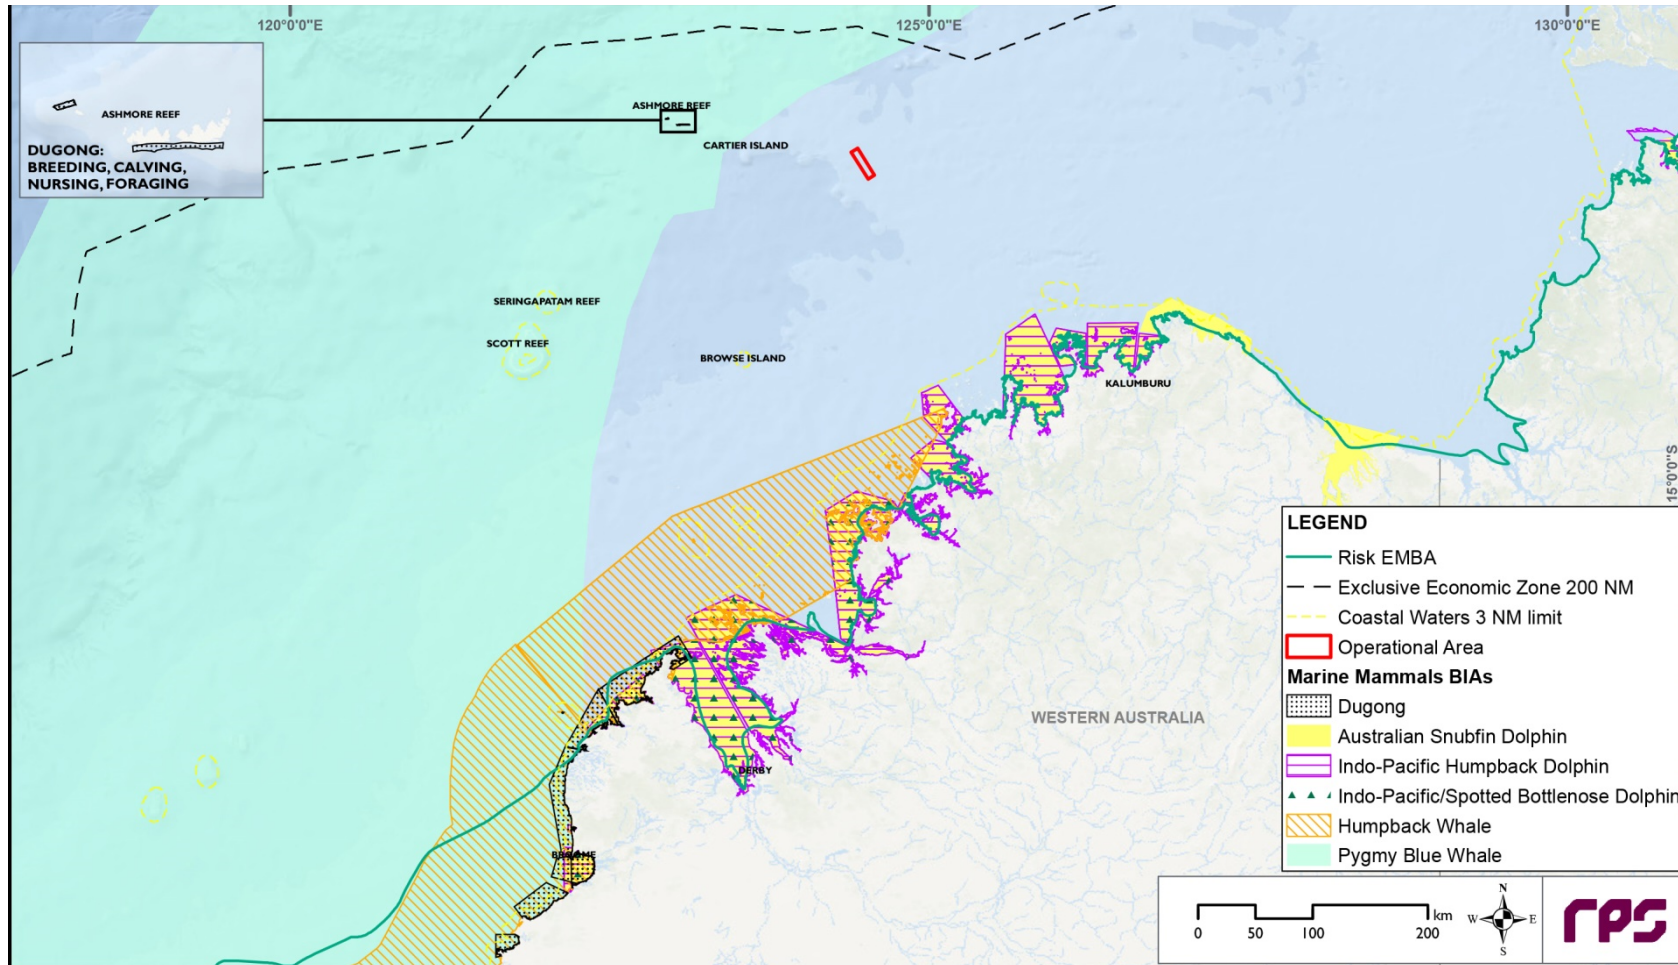 120°0'0"E
125°0'0"E
130°0'0"E
ASHMORE REEF
DUGONG:
BREEDING, CALVING,
NURSING, FORAGING
ASHMORE REEF
CARTIER ISLAND
SERINGAPATAM REEF
SCOTT REEF
BROWSE ISLAND
KALUMBURU
15°0'0"S
WESTERN AUSTRALIA
DERBY
BROOME
LEGEND
Risk EMBA
Exclusive Economic Zone 200 NM
Coastal Waters 3 NM limit
Operational Area
Marine Mammals BIAs
Dugong
Australian Snubfin Dolphin
Indo-Pacific Humpback Dolphin
Indo-Pacific/Spotted Bottlenose Dolphin
Humpback Whale
Pygmy Blue Whale
km
0 50 100 200
N
W E
S
rps